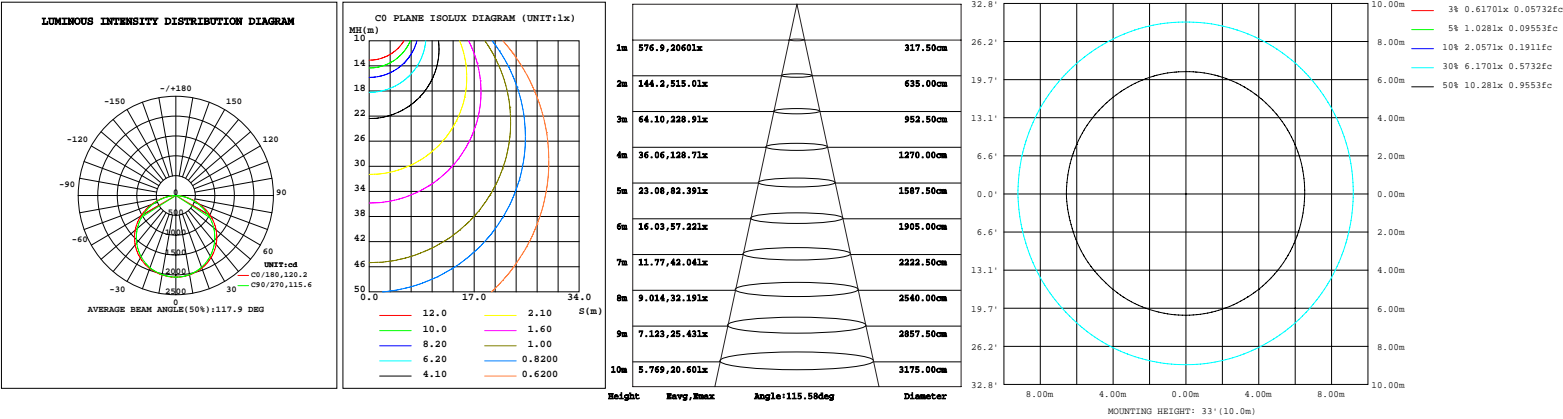 LUMINOUS INTENSITY DISTRIBUTION DIAGRAM
-/+180
-150
150
-120
120
-90
90
0
500
1000
-60
60
1500
UNIT:cd
2000
C0/180,120.2
-30
30
C90/270,115.6
2500
0
AVERAGE BEAM ANGLE(50%):117.9 DEG
C0 PLANE ISOLUX DIAGRAM (UNIT:lx)
MH(m)
10
14
18
22
26
30
34
38
42
46
50
0.0
17.0
34.0
S(m)
12.0
2.10
10.0
1.60
8.20
1.00
6.20
0.8200
4.10
0.6200
1m 576.9,2060lx 317.50cm
2m 144.2,515.0lx 635.00cm
3m 64.10,228.9lx 952.50cm
4m 36.06,128.7lx 1270.00cm
5m 23.08,82.39lx 1587.50cm
6m 16.03,57.22lx 1905.00cm
7m 11.77,42.04lx 2222.50cm
8m 9.014,32.19lx 2540.00cm
9m 7.123,25.43lx 2857.50cm
10m 5.769,20.60lx 3175.00cm
Height Eavg,Emax Angle:115.58deg Diameter
32.8' 10.00m
26.2' 8.00m
19.7' 6.00m
13.1' 4.00m
6.6' 2.00m
0.0' 0.00m
6.6' 2.00m
13.1' 4.00m
19.7' 6.00m
26.2' 8.00m
32.8' 10.00m
8.00m 4.00m 0.00m 4.00m 8.00m
MOUNTING HEIGHT: 33'(10.0m)
3% 0.6170lx 0.05732fc
5% 1.028lx 0.09553fc
10% 2.057lx 0.1911fc
30% 6.170lx 0.5732fc
50% 10.28lx 0.9553fc